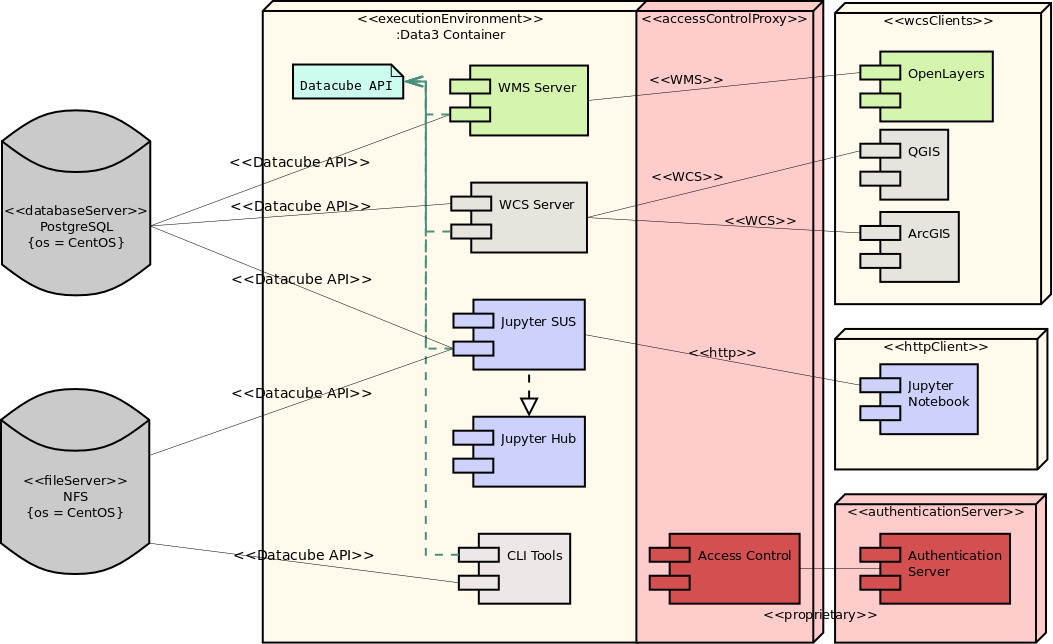 <<executionEnvironment>>
:Data3 Container
<<accessControlProxy>>
<<wcsClients>>
Datacube API
WMS Server
<<WMS>>
OpenLayers
<<Datacube API>>
QGIS
<<WCS>>
<<databaseServer>>
PostgreSQL
{os = CentOS}
<<Datacube API>>
WCS Server
<<WCS>>
ArcGIS
<<Datacube API>>
Jupyter SUS
<<http>>
<<httpClient>>
Jupyter
Notebook
<<Datacube API>>
Jupyter Hub
<<fileServer>>
NFS
{os = CentOS}
<<Datacube API>>
CLI Tools
Access Control
<<authenticationServer>>
Authentication
Server
<<proprietary>>